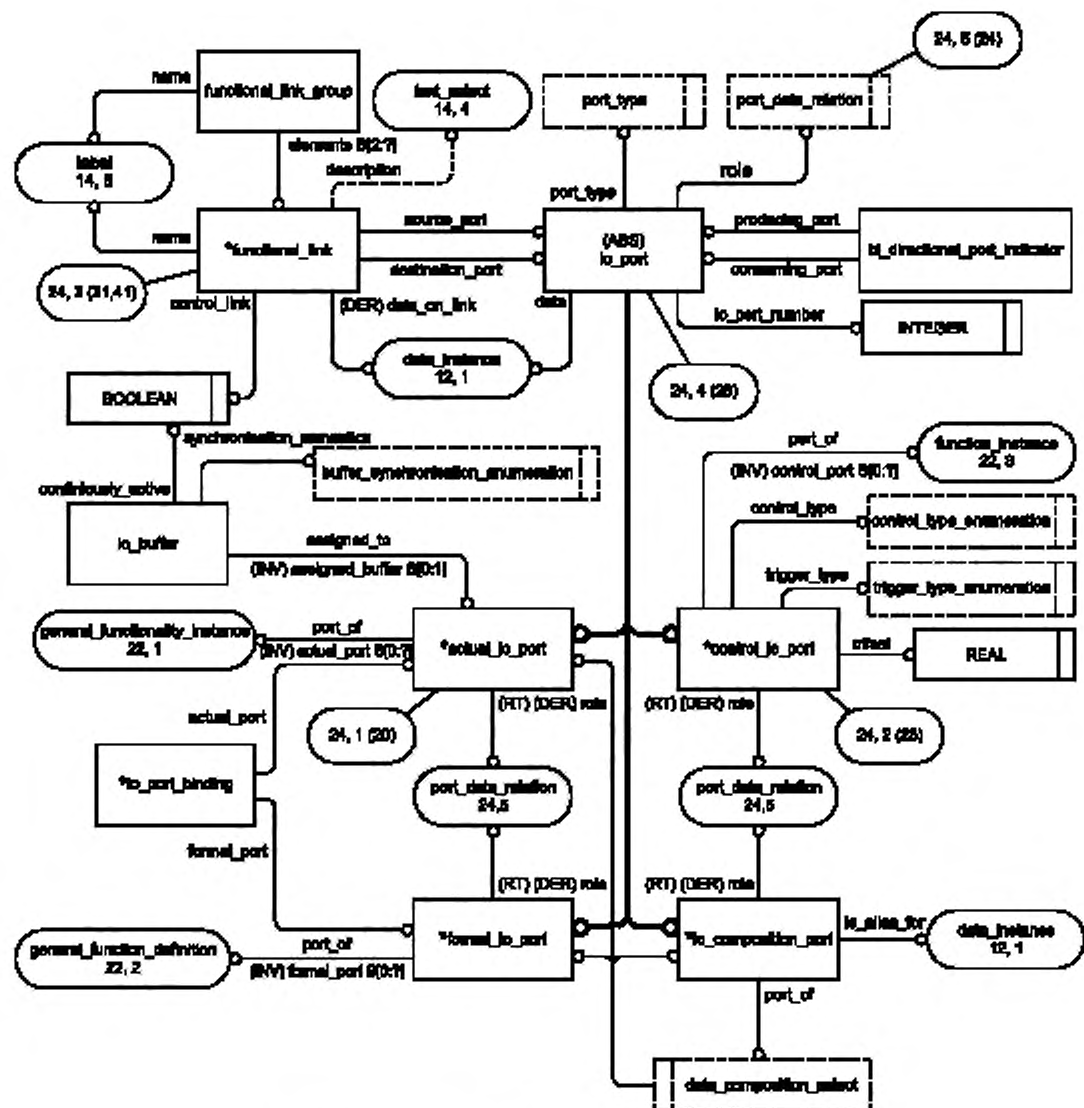 24, 5 (24)
name
functional_link_group
text_select
14, 4
port_type
port_data_relation
elements S[2:?]
label
14, 6
description
role
port_type
name
*functional_link
source_port
destination_port
(ABS)
io_port
producing_port
consuming_port
bi_directional_port_indicator
24, 3 (21,41)
control_link
(DER) data_on_link
data
io_port_number
INTEGER
data_instance
12, 1
24, 4 (26)
BOOLEAN
synchronisation_semantics
buffer_synchronisation_enumeration
part_of
(INV) control_port S[0:?]
function_instance
22, 3
continiously_active
control_type
control_type_enumeration
io_buffer
assigned_to
(INV) assigned_buffer S[0:1]
trigger_type
trigger_type_enumeration
general_functionality_instance
22, 1
port_of
(INV) actual_port S[0:?]
*actual_io_port
*control_io_port
offset
REAL
actual_port
24, 1 (20)
(RT) (DER) role
(RT) (DER) role
24, 2 (23)
*io_port_binding
port_data_relation
24,5
port_data_relation
24,5
formal_port
(RT) (DER) role
(RT) (DER) role
general_function_definition
22, 2
port_of
(INV) formal_port S[0:?]
*formal_io_port
*io_composition_port
is_alias_for
data_instance
12, 1
port_of
data_composition_select